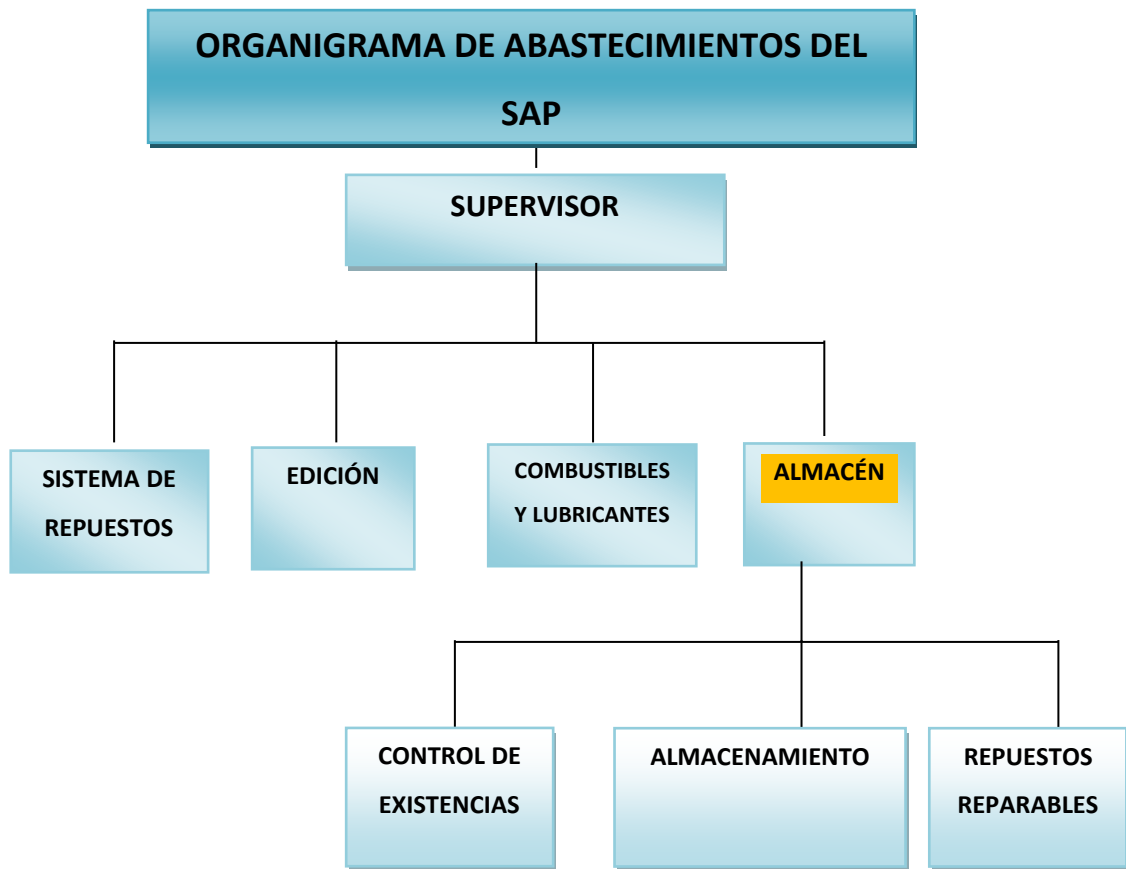 ORGANIGRAMA DE ABASTECIMIENTOS DEL
SAP
SUPERVISOR
SISTEMA DE
REPUESTOS
EDICIÓN
COMBUSTIBLES
Y LUBRICANTES
ALMACÉN
CONTROL DE
EXISTENCIAS
ALMACENAMIENTO
REPUESTOS
REPARABLES